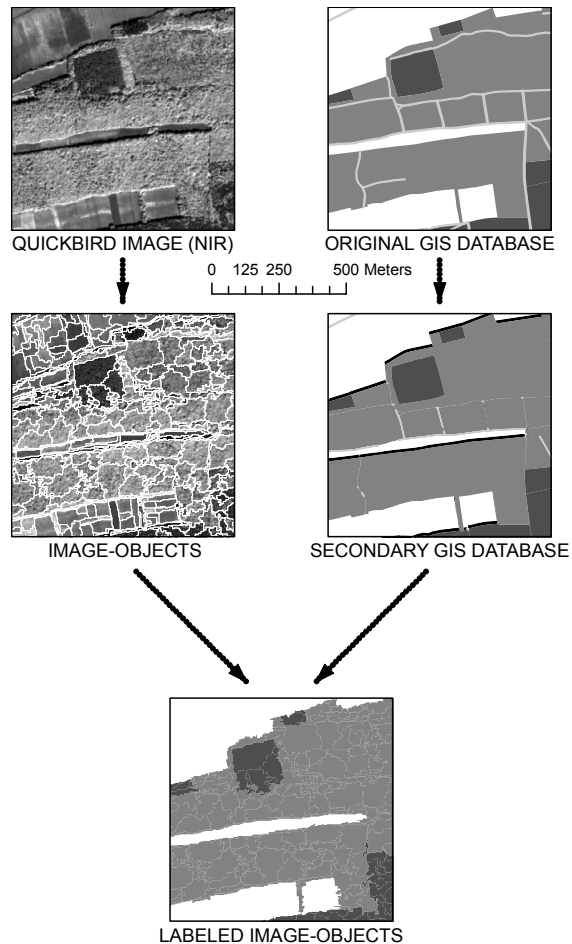 QUICKBIRD IMAGE (NIR)
ORIGINAL GIS DATABASE
0 125 250 500 Meters
IMAGE-OBJECTS
SECONDARY GIS DATABASE
LABELED IMAGE-OBJECTS